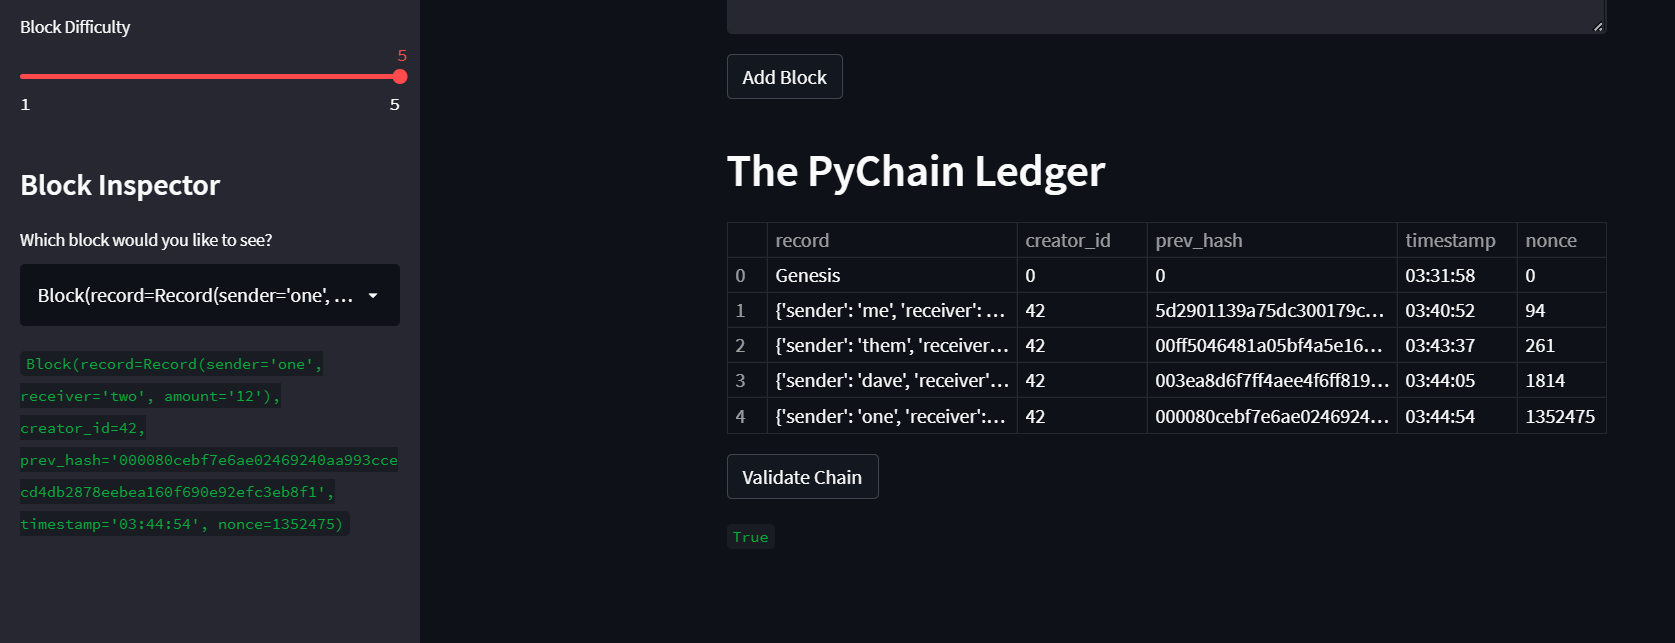 Block Difficulty
5
1 5
Block Inspector
Which block would you like to see?
Block(record=Record(sender='one', ...
Block(record=Record(sender='one',
receiver='two', amount='12'),
creator_id=42,
prev_hash='000080cebf7e6ae02469240aa993cce
cd4db2878eebea160f690e92efc3eb8f1',
timestamp='03:44:54', nonce=1352475)
Add Block
The PyChain Ledger
record creator_id prev_hash timestamp nonce
0 Genesis 0 0 03:31:58 0
1 {'sender': 'me', 'receiver': ... 42 5d2901139a75dc300179c... 03:40:52 94
2 {'sender': 'them', 'receiver... 42 00ff5046481a05bf4a5e16... 03:43:37 261
3 {'sender': 'dave', 'receiver'... 42 003ea8d6f7ff4aee4f6ff819... 03:44:05 1814
4 {'sender': 'one', 'receiver':... 42 000080cebf7e6ae0246924... 03:44:54 1352475
Validate Chain
True